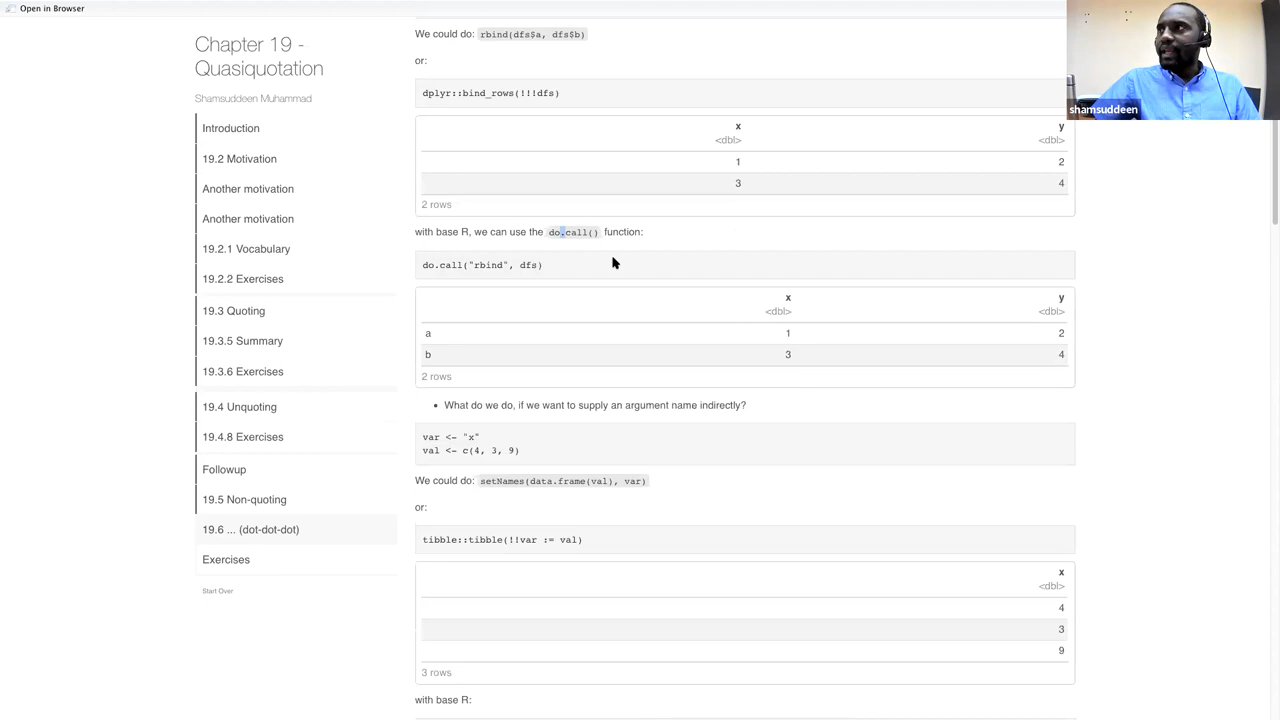 Open in Browser
Chapter 19 -
Quasiquotation
Shamsuddeen Muhammad
Introduction
19.2 Motivation
Another motivation
Another motivation
19.2.1 Vocabulary
19.2.2 Exercises
19.3 Quoting
19.3.5 Summary
19.3.6 Exercises
19.4 Unquoting
19.4.8 Exercises
Followup
19.5 Non-quoting
19.6 ... (dot-dot-dot)
Exercises
Start Over
We could do: rbind(dfs$a, dfs$b)
or:
dplyr::bind_rows(!!!dfs)
x y
<dbl> <dbl>
1 2
3 4
2 rows
with base R, we can use the do.call() function:
do.call("rbind", dfs)
x y
<dbl> <dbl>
a 1 2
b 3 4
2 rows
• What do we do, if we want to supply an argument name indirectly?
var <- "x"
val <- c(4, 3, 9)
We could do: setNames(data.frame(val), var)
or:
tibble::tibble(!!var := val)
x
<dbl>
4
3
9
3 rows
with base R:
shamsuddeen